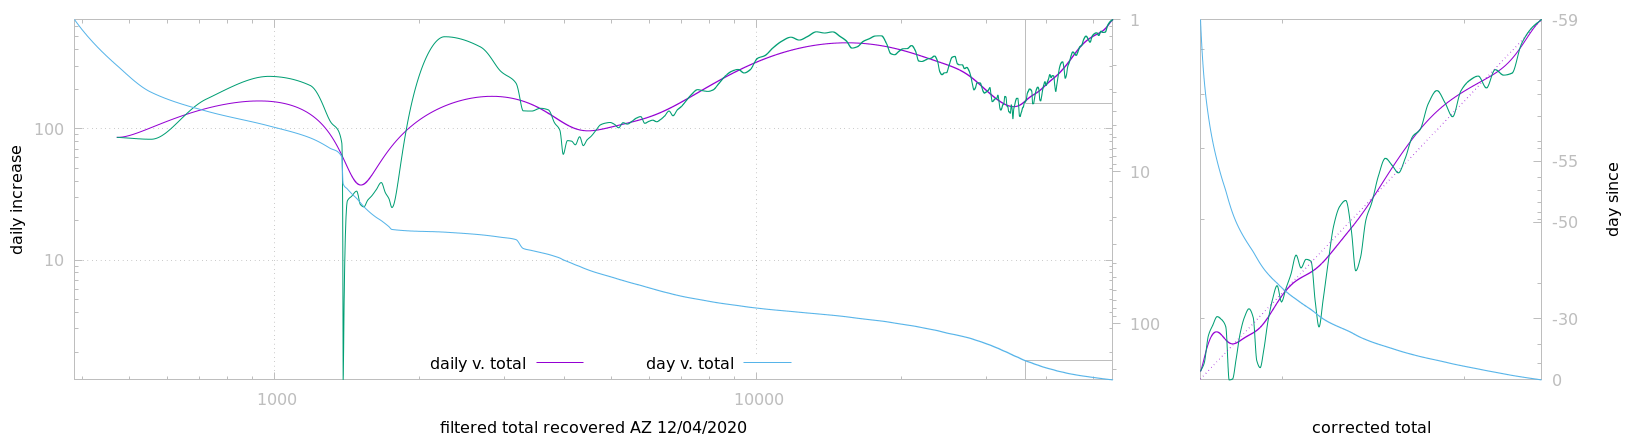 daily increase
100
10
1000
10000
1
10
100
daily v. total
day v. total
filtered total recovered AZ 12/04/2020
-59
-55
-50
-30
0
day since
corrected total